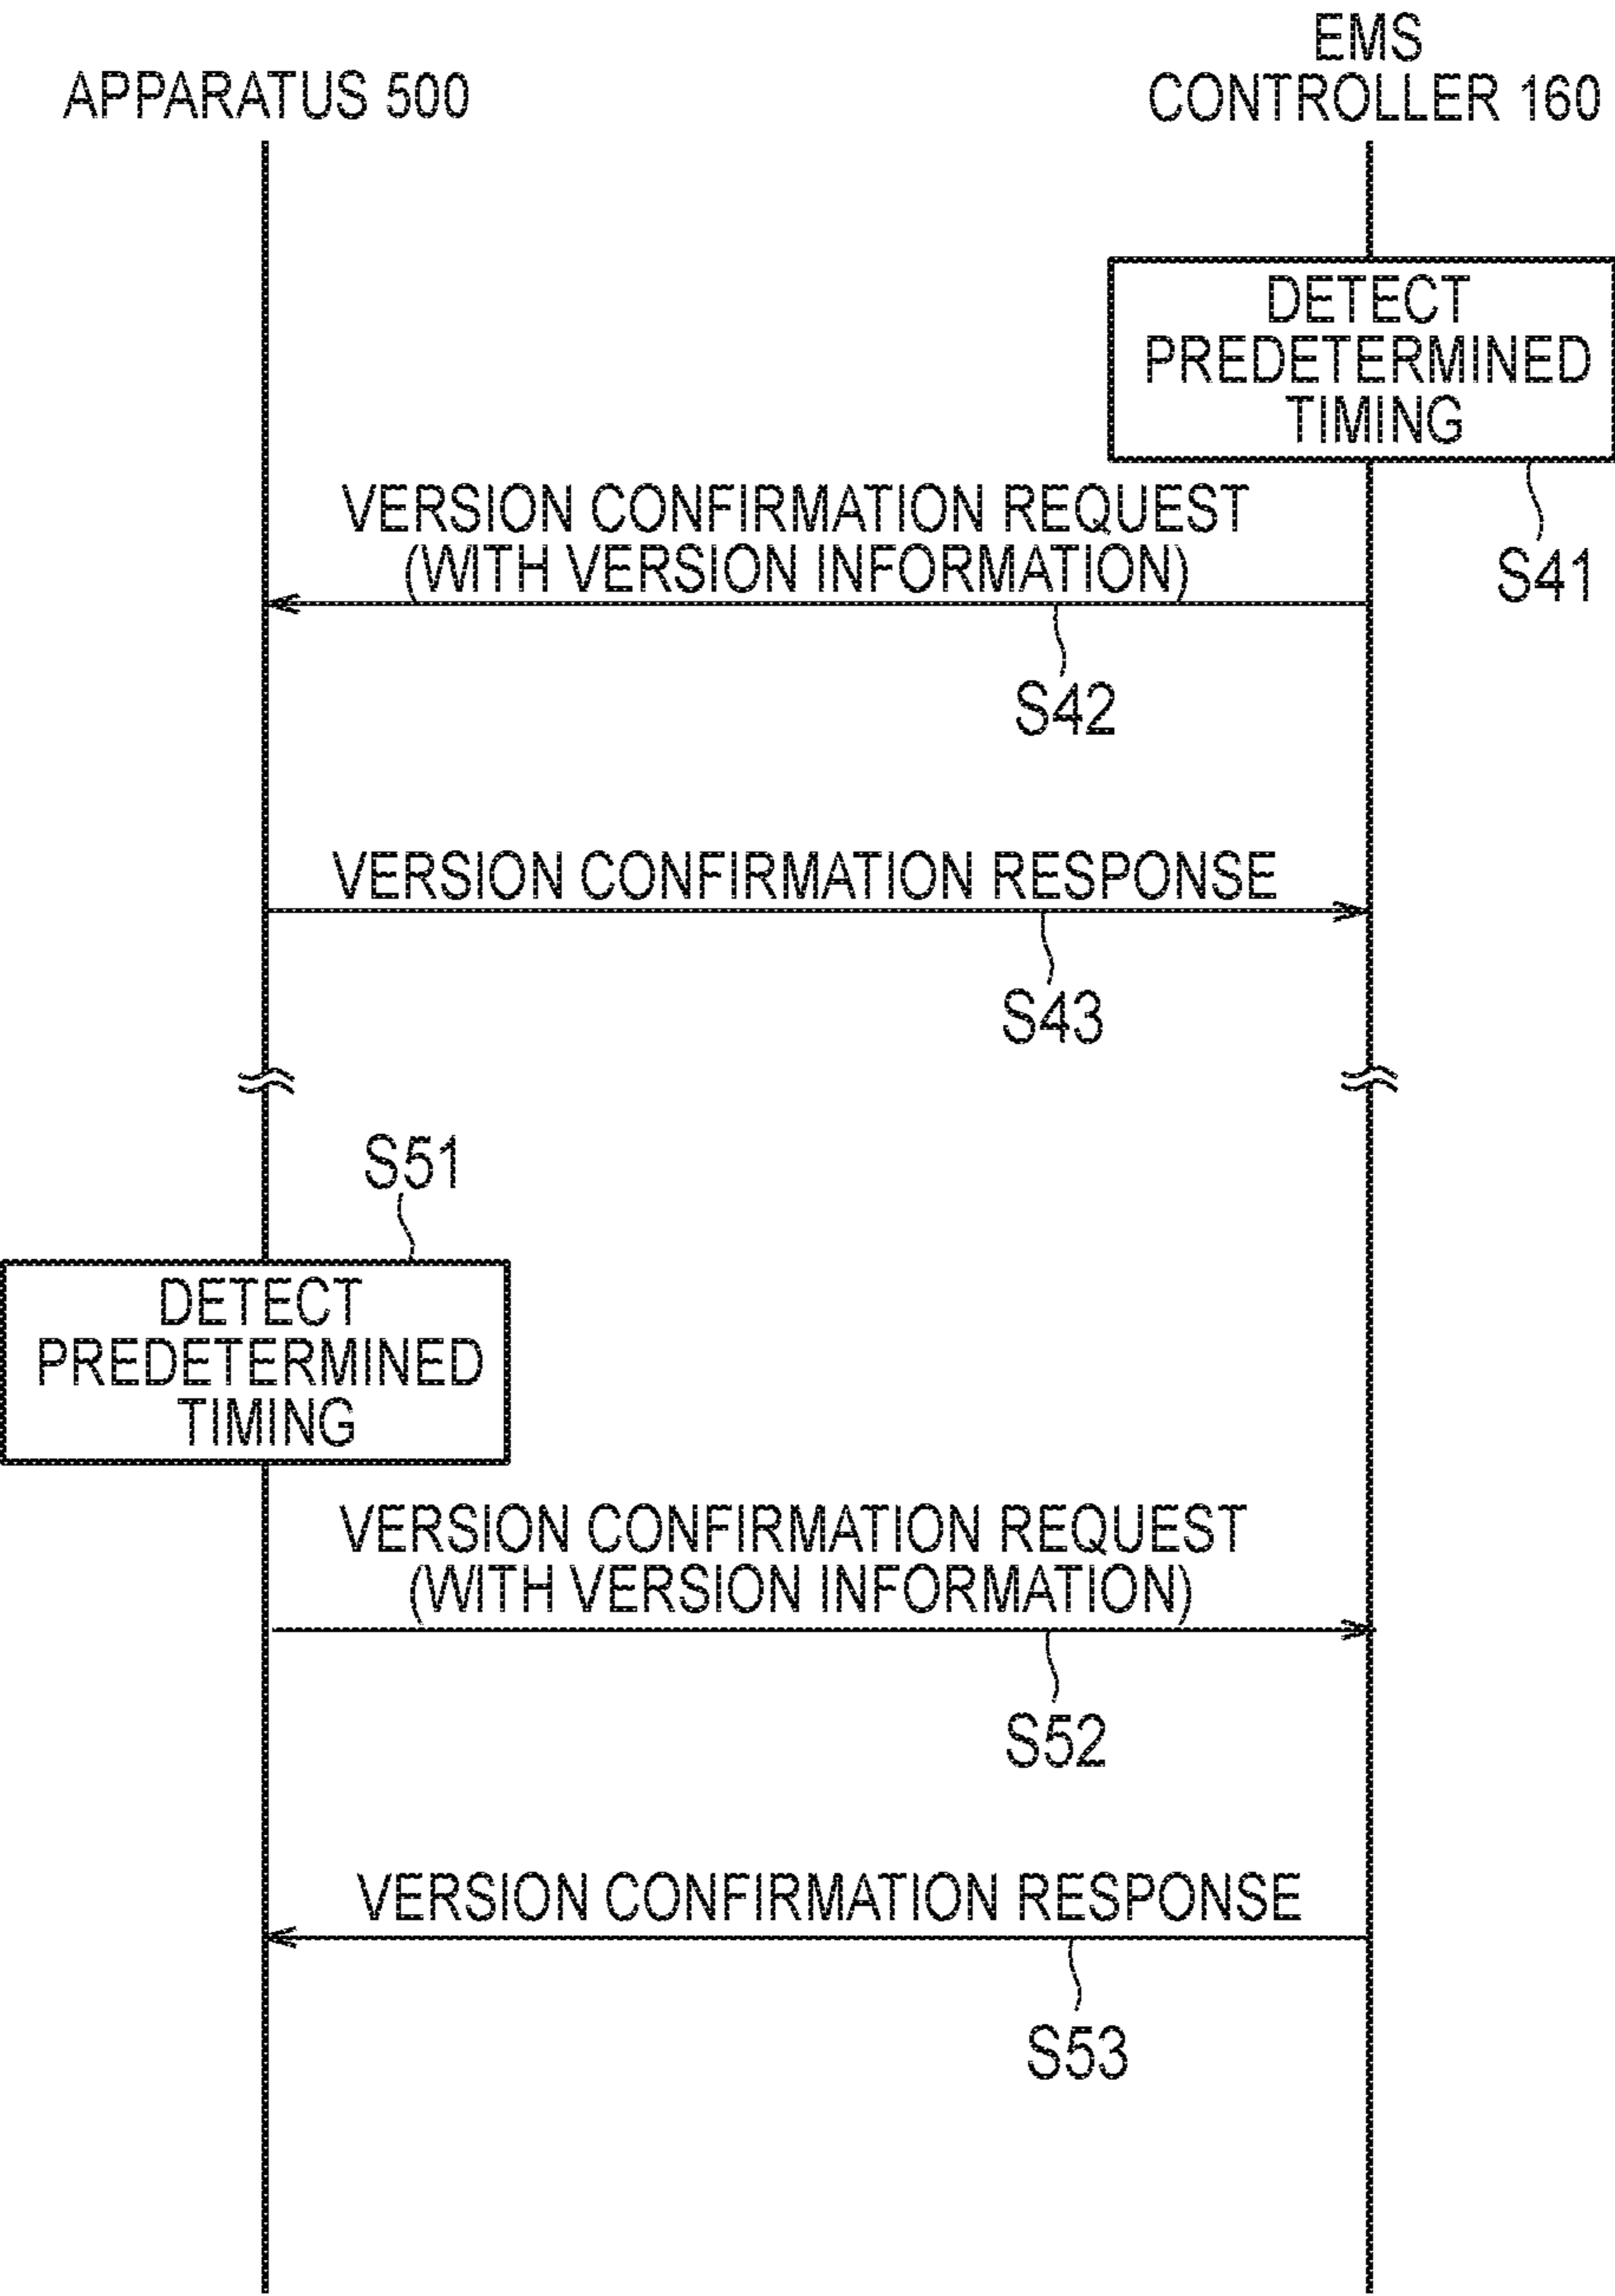 EMS
APPARATUS 500
CONTROLLER 160
DETECT
PREDETERMINED
TIMING
VERSION CONFIRMATION REQUEST
(WITH VERSION INFORMATION)
S41
S42
VERSION CONFIRMATION RESPONSE
S43
S51
DETECT
PREDETERMINED
TIMING
VERSION CONFIRMATION REQUEST
(WITH VERSION INFORMATION)
S52
VERSION CONFIRMATION RESPONSE
S53